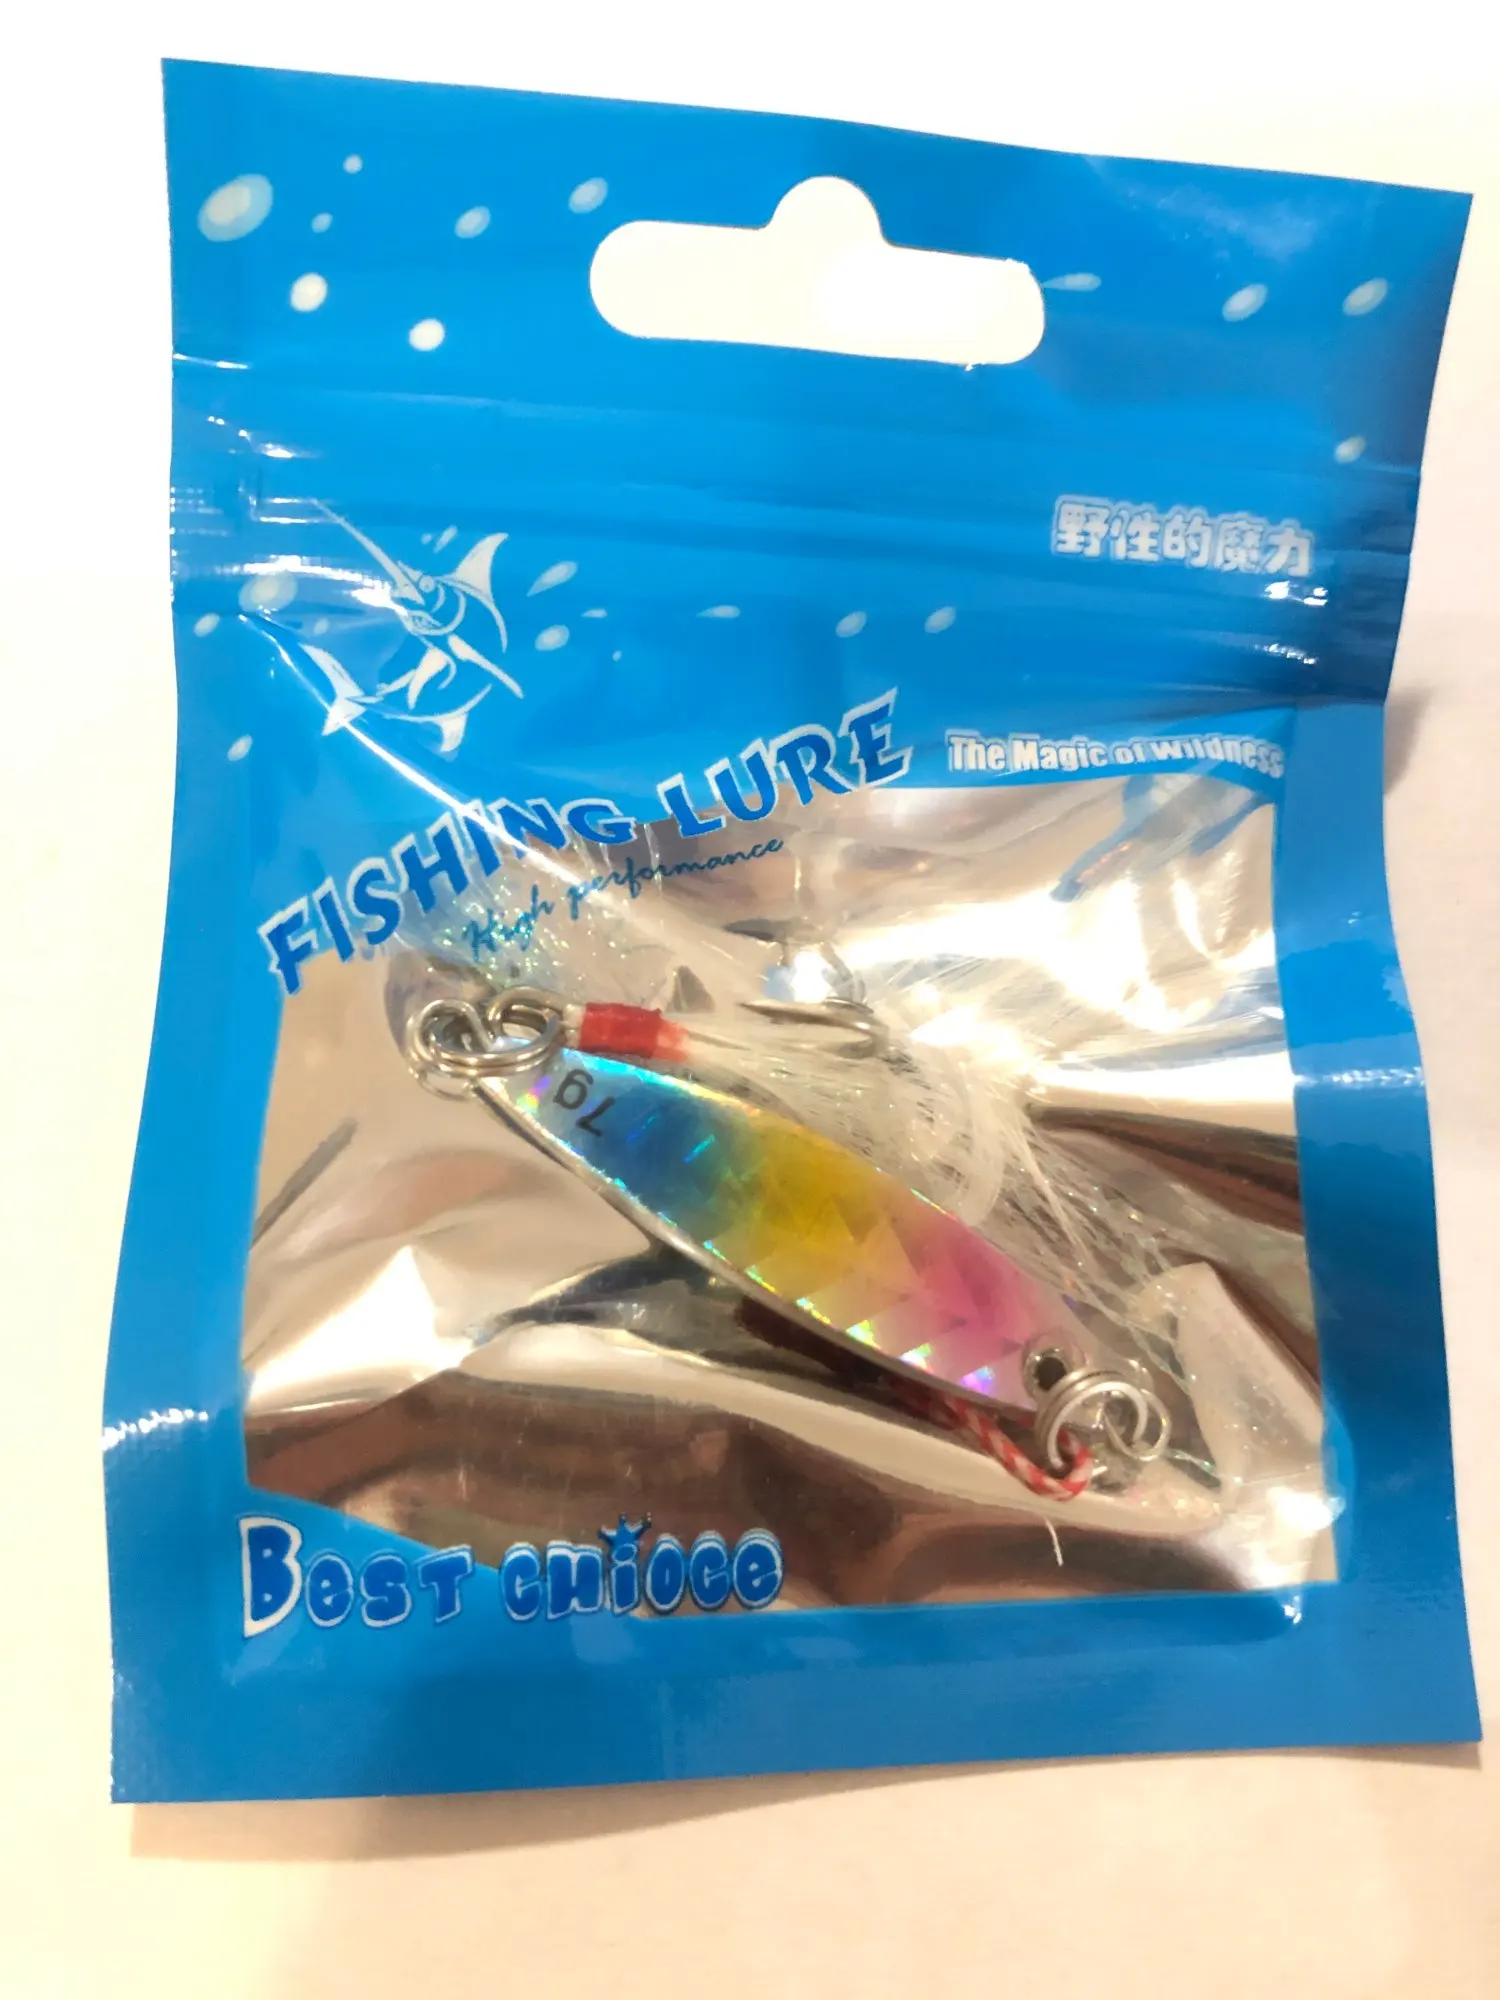 野性的魔力
The Magic of Wildness
FISHING LURE
High performance
7g
BEST CHIOCE